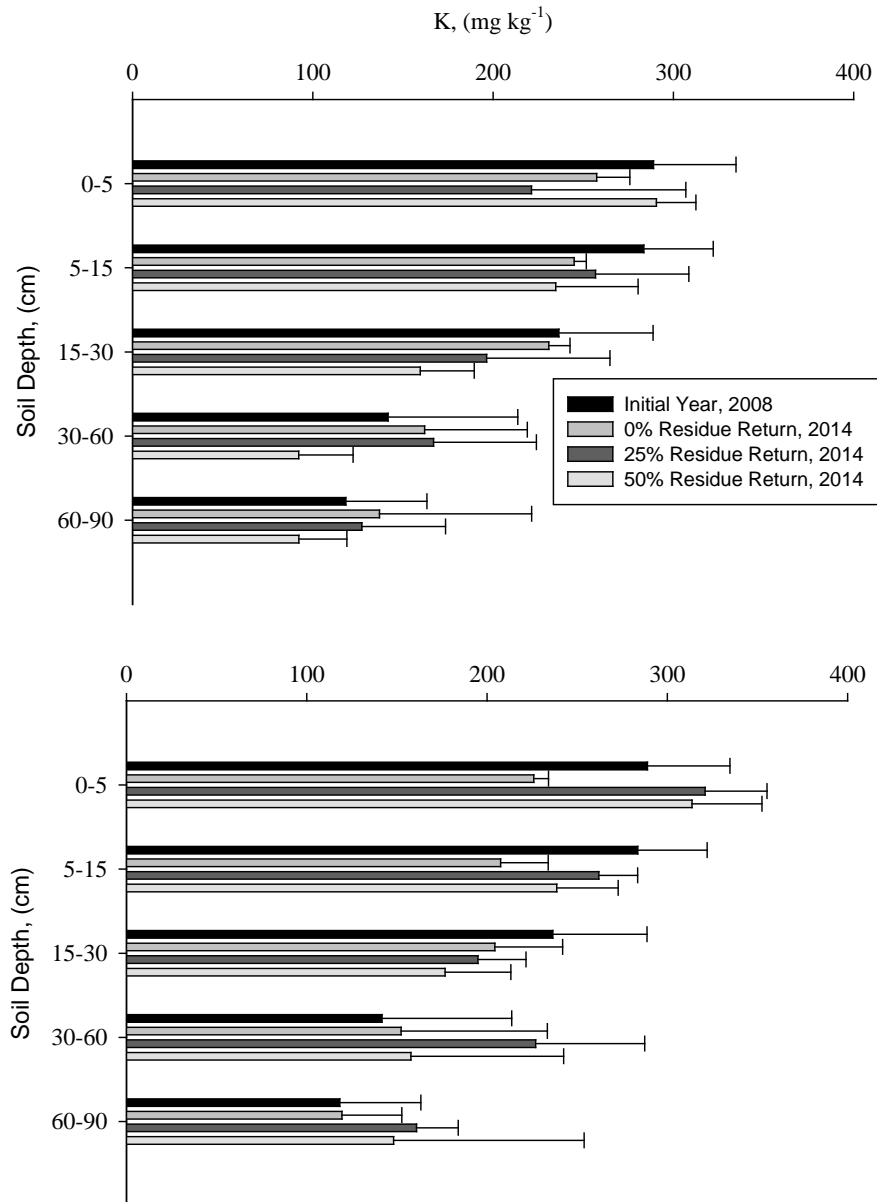 K, (mg kg⁻¹)
0 100 200 300 400
Soil Depth, (cm)
0-5
5-15
15-30
30-60
60-90
Initial Year, 2008
0% Residue Return, 2014
25% Residue Return, 2014
50% Residue Return, 2014
0 100 200 300 400
Soil Depth, (cm)
0-5
5-15
15-30
30-60
60-90